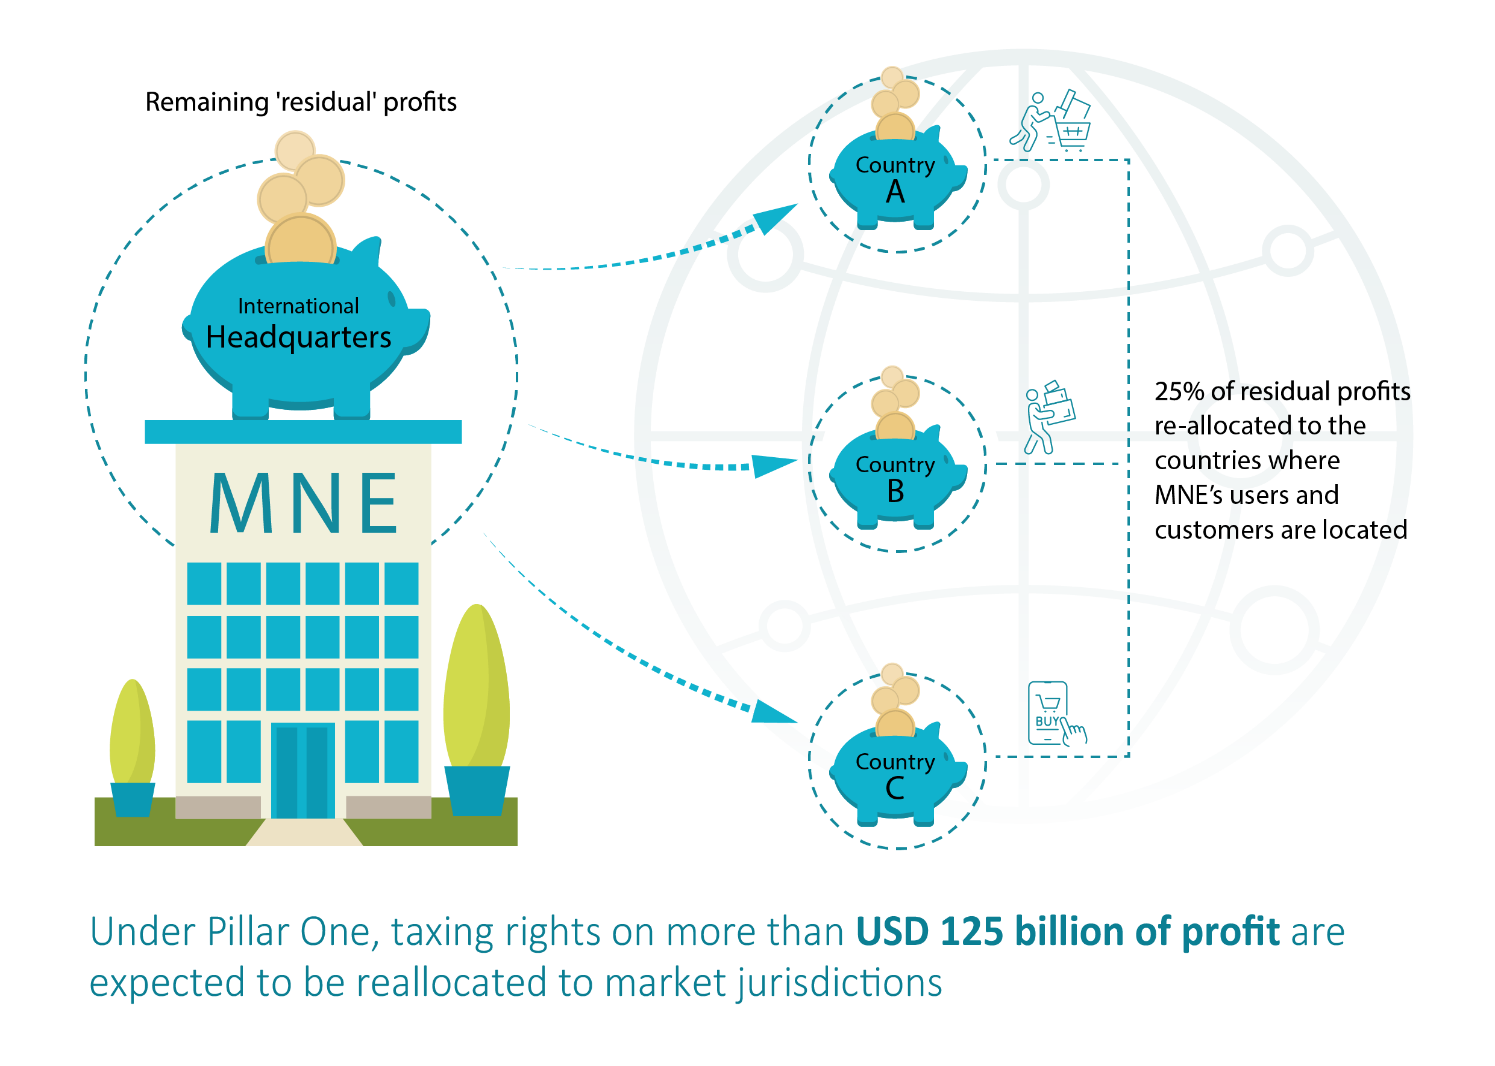 Remaining 'residual' profits
International
Headquarters
MNE
Country
A
Country
B
Country
C
BUY
25% of residual profits
re-allocated to the
countries where
MNE’s users and
customers are located
Under Pillar One, taxing rights on more than USD 125 billion of profit are
expected to be reallocated to market jurisdictions